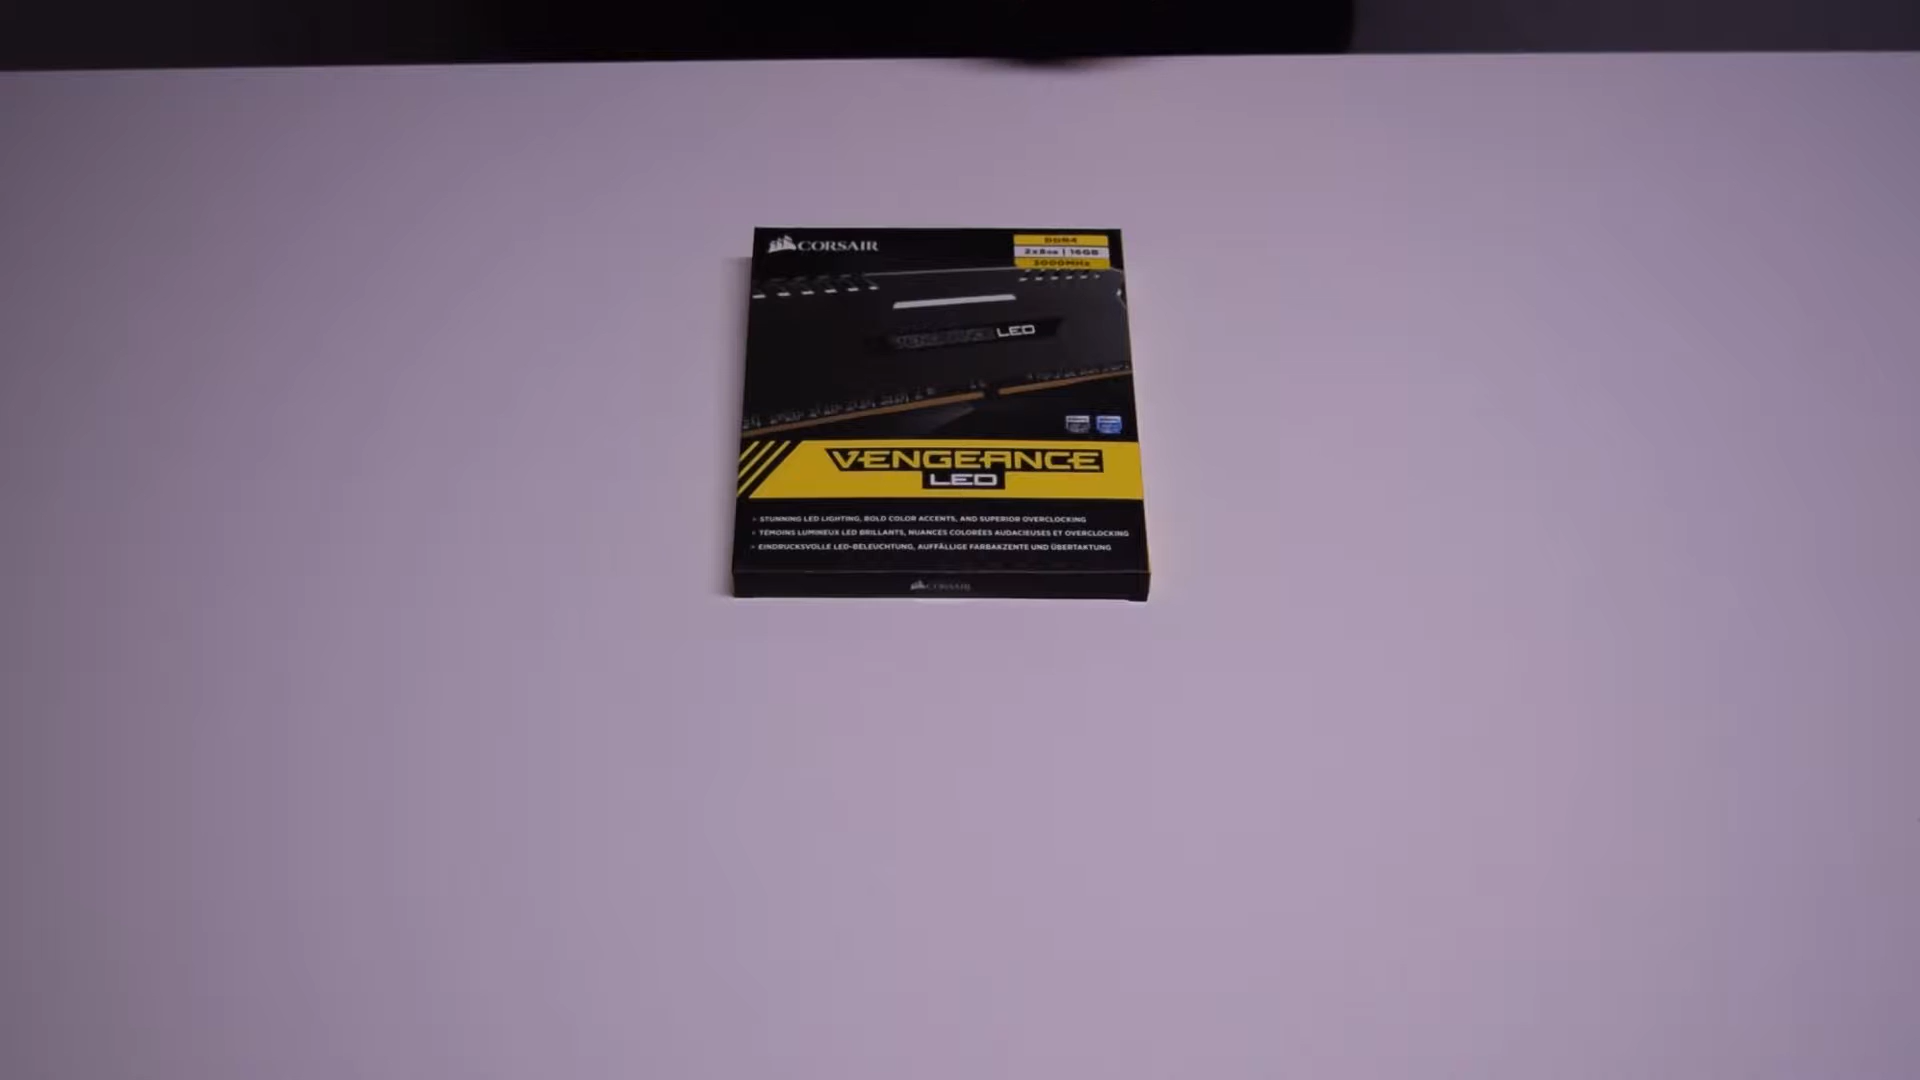 CORSAIR
DDR4
2x8GB | 16GB
3000MHz
VENGEANCE LED
VENGEANCE
LED
STUNNING LED LIGHTING, BOLD COLOR ACCENTS, AND SUPERIOR OVERCLOCKING
TÉMOINS LUMINEUX LED BRILLANTS, NUANCES COLORÉES AUDACIEUSES ET OVERCLOCKING
EINDRUCKSVOLLE LED-BELEUCHTUNG, AUFFÄLLIGE FARBAKZENTE UND ÜBERTAKTUNG
CORSAIR